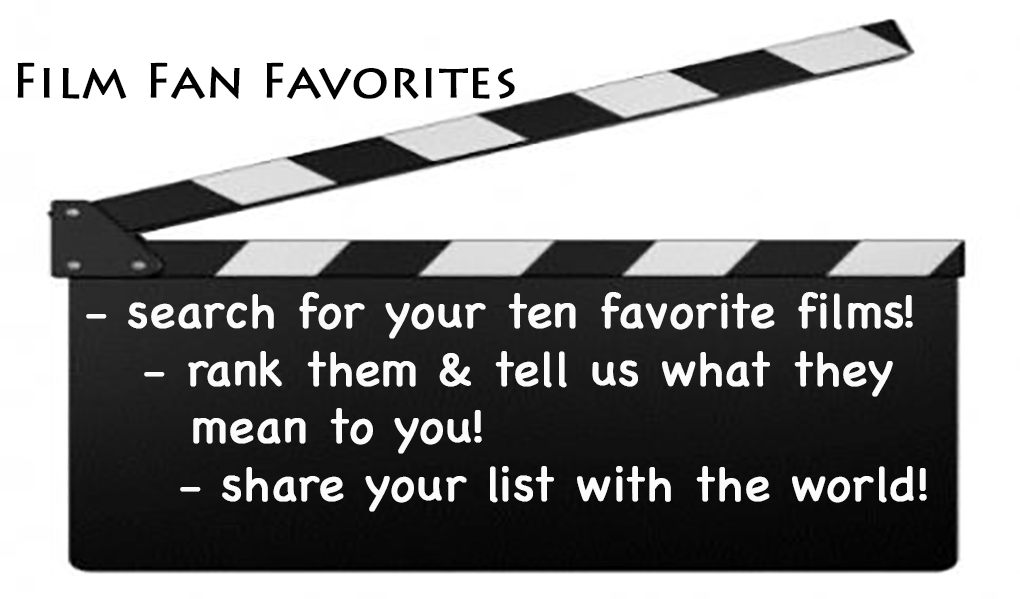 Film Fan Favorites
- search for your ten favorite films!
- rank them & tell us what they
mean to you!
- share your list with the world!